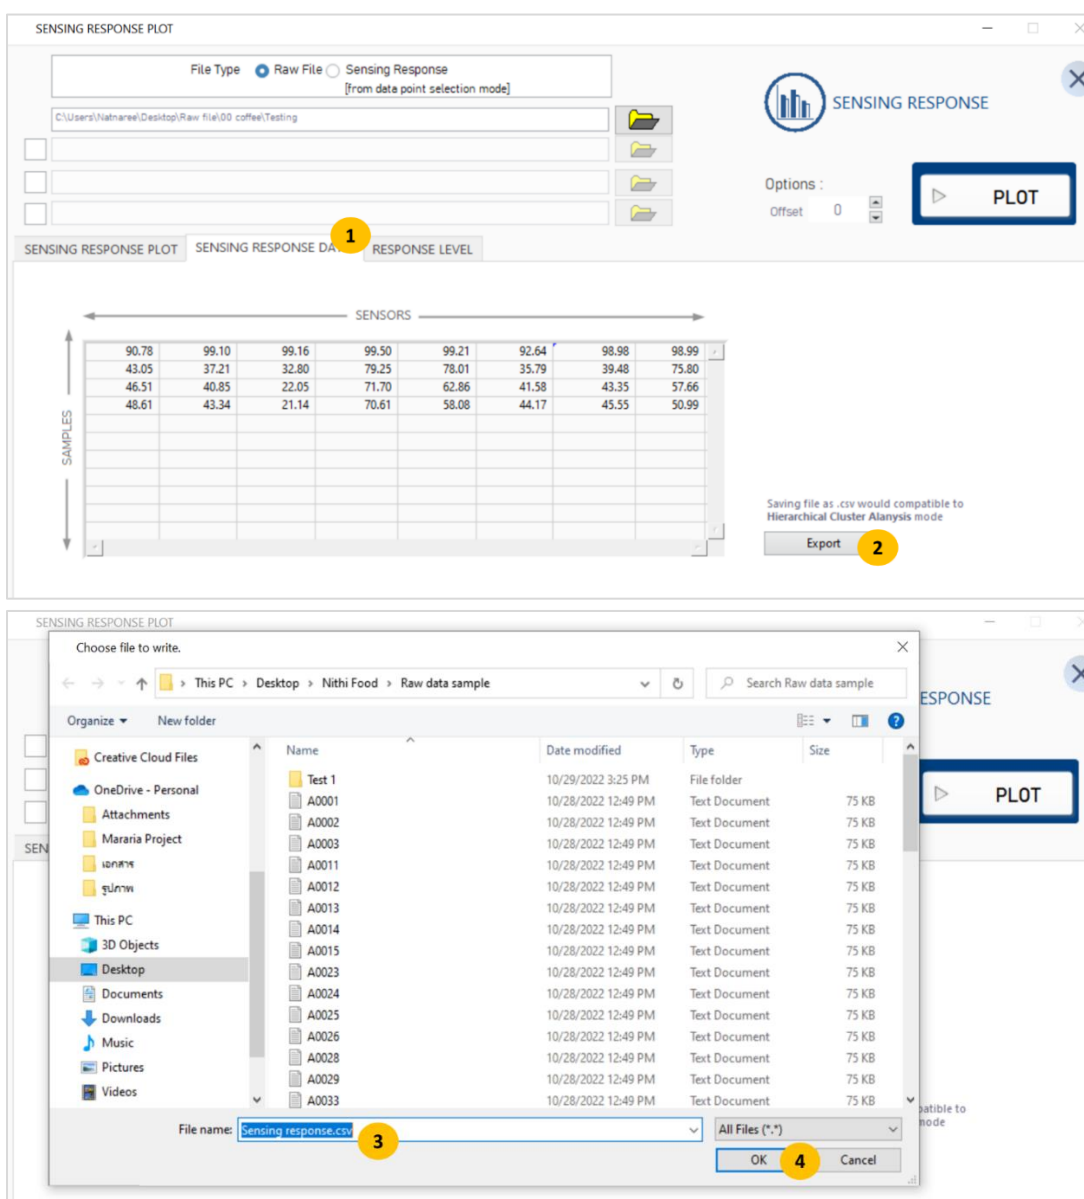 SENSING RESPONSE PLOT
File Type Raw File Sensing Response
[from data point selection mode]
C:\Users\Natnaree\Desktop\Raw file\00 coffee\Testing
SENSING RESPONSE
Options :
Offset 0
PLOT
SENSING RESPONSE PLOT SENSING RESPONSE DA 1 RESPONSE LEVEL
SENSORS
SAMPLES
90.78 99.10 99.16 99.50 99.21 92.64 98.98 98.99
43.05 37.21 32.80 79.25 78.01 35.79 39.48 75.80
46.51 40.85 22.05 71.70 62.86 41.58 43.35 57.66
48.61 43.34 21.14 70.61 58.08 44.17 45.55 50.99
Saving file as .csv would compatible to
Hierarchical Cluster Alanysis mode
Export 2
SENSING RESPONSE PLOT
Choose file to write.
This PC > Desktop > Nithi Food > Raw data sample
Search Raw data sample
ESPONSE
Organize New folder
PLOT
SEN
Creative Cloud Files
OneDrive - Personal
Attachments
Mararia Project
เอกสาร
รูปภาพ
This PC
3D Objects
Desktop
Documents
Downloads
Music
Pictures
Videos
Name Date modified Type Size
Test 1 10/29/2022 3:25 PM File folder
A0001 10/28/2022 12:49 PM Text Document 75 KB
A0002 10/28/2022 12:49 PM Text Document 75 KB
A0003 10/28/2022 12:49 PM Text Document 75 KB
A0011 10/28/2022 12:49 PM Text Document 75 KB
A0012 10/28/2022 12:49 PM Text Document 75 KB
A0013 10/28/2022 12:49 PM Text Document 75 KB
A0014 10/28/2022 12:49 PM Text Document 75 KB
A0015 10/28/2022 12:49 PM Text Document 75 KB
A0023 10/28/2022 12:49 PM Text Document 75 KB
A0024 10/28/2022 12:49 PM Text Document 75 KB
A0025 10/28/2022 12:49 PM Text Document 75 KB
A0026 10/28/2022 12:49 PM Text Document 75 KB
A0028 10/28/2022 12:49 PM Text Document 75 KB
A0029 10/28/2022 12:49 PM Text Document 75 KB
A0033 10/28/2022 12:49 PM Text Document 75 KB
patible to
mode
File name: Sensing response.csv 3 All Files (*.*)
OK 4 Cancel